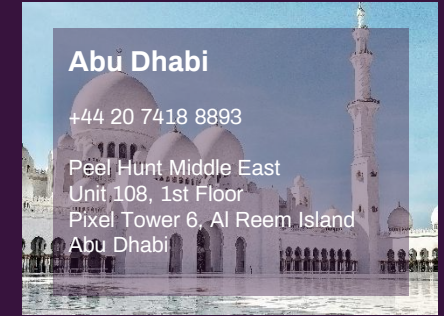 Abu Dhabi
+44 20 7418 8893
Peel Hunt Middle East
Unit 108, 1st Floor
Pixel Tower 6, Al Reem Island
Abu Dhabi